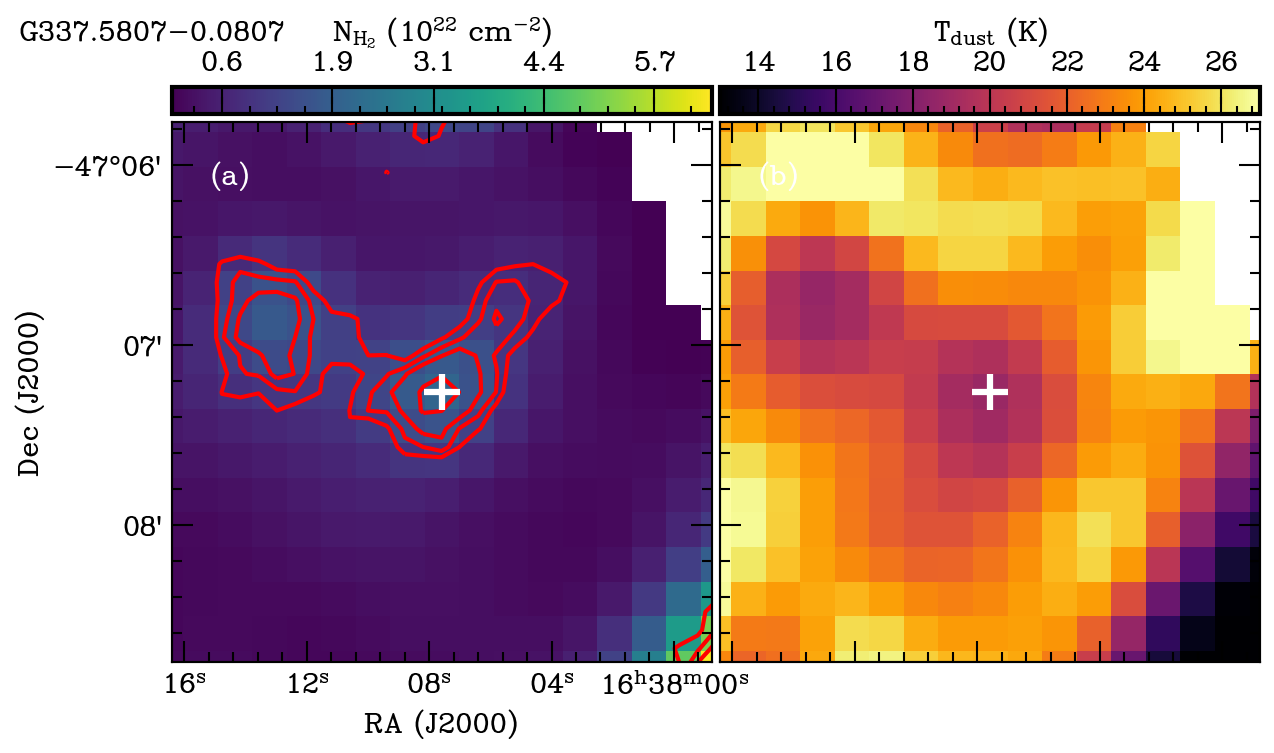 G337.5807−0.0807 N_H₂ (10²² cm⁻²) T_dust (K)
0.6 1.9 3.1 4.4 5.7 14 16 18 20 22 24 26
−47°06'
(a) (b)
07'
Dec (J2000)
08'
16ˢ 12ˢ 08ˢ 04ˢ 16ʰ38ᵐ00ˢ
RA (J2000)